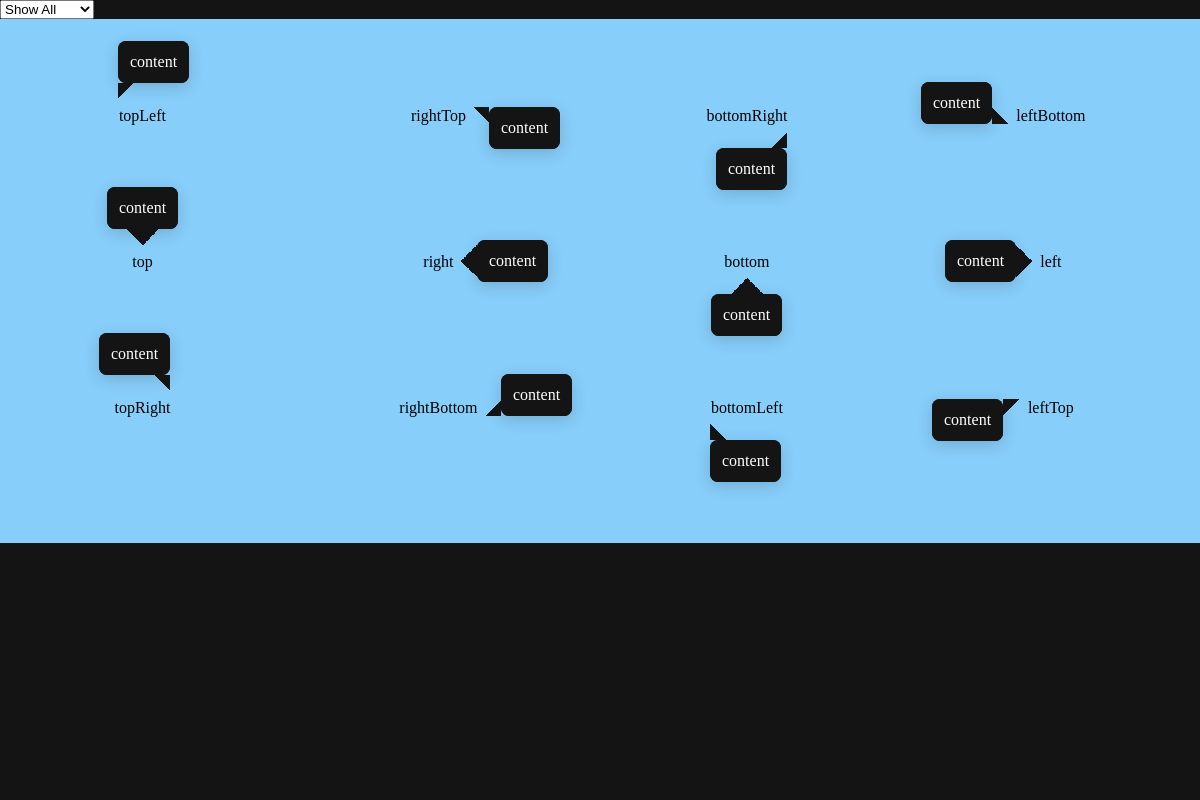 Show All
content
topLeft
rightTop
content
bottomRight
content
content
leftBottom
content
top
right
content
bottom
content
content
left
content
topRight
rightBottom
content
bottomLeft
content
content
leftTop